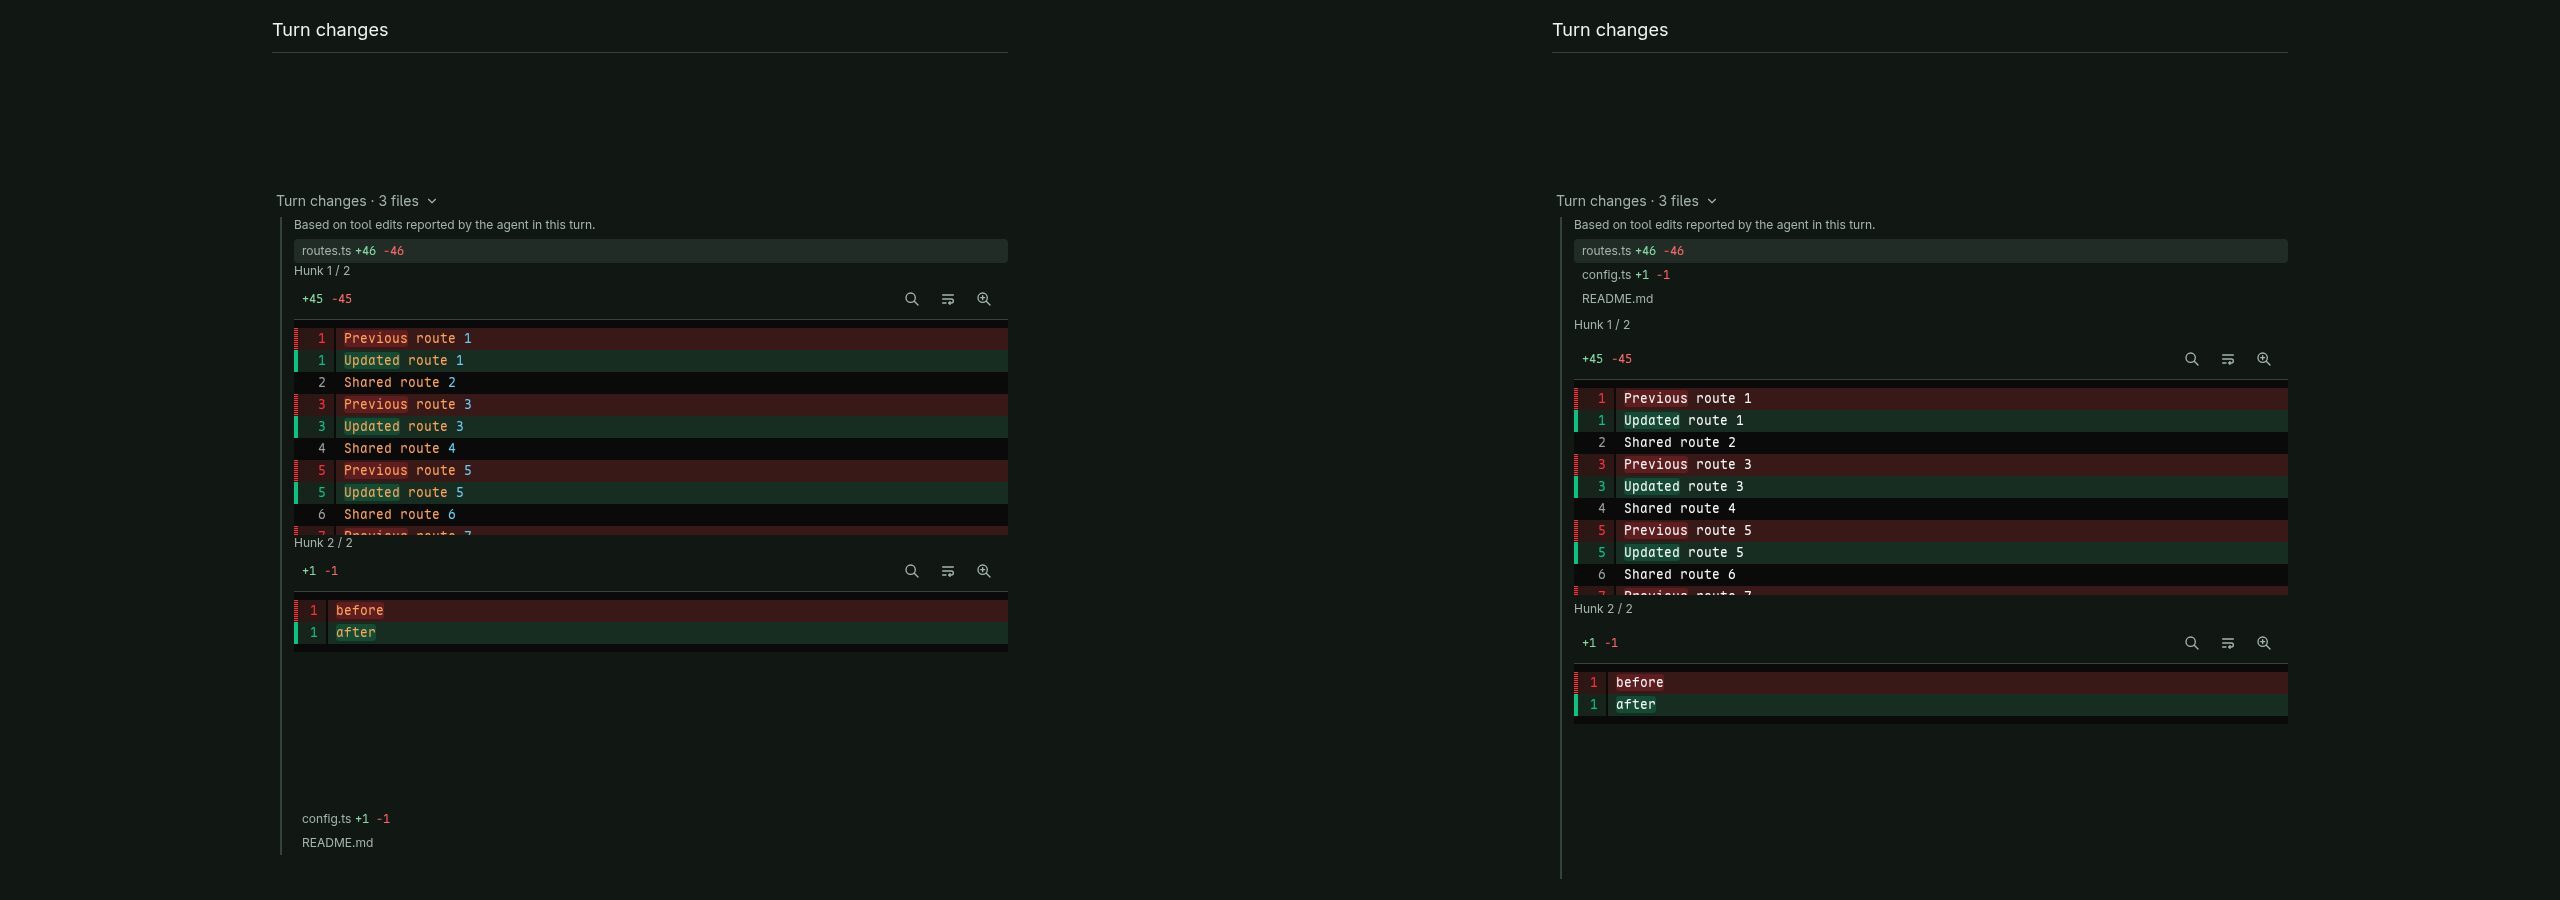 Turn changes
Turn changes · 3 files
Based on tool edits reported by the agent in this turn.
routes.ts +46 -46
Hunk 1 / 2
+45 -45
1 Previous route 1
1 Updated route 1
2 Shared route 2
3 Previous route 3
3 Updated route 3
4 Shared route 4
5 Previous route 5
5 Updated route 5
6 Shared route 6
7 Previous route 7
Hunk 2 / 2
+1 -1
1 before
1 after
config.ts +1 -1
README.md
Turn changes
Turn changes · 3 files
Based on tool edits reported by the agent in this turn.
routes.ts +46 -46
config.ts +1 -1
README.md
Hunk 1 / 2
+45 -45
1 Previous route 1
1 Updated route 1
2 Shared route 2
3 Previous route 3
3 Updated route 3
4 Shared route 4
5 Previous route 5
5 Updated route 5
6 Shared route 6
7 Previous route 7
Hunk 2 / 2
+1 -1
1 before
1 after